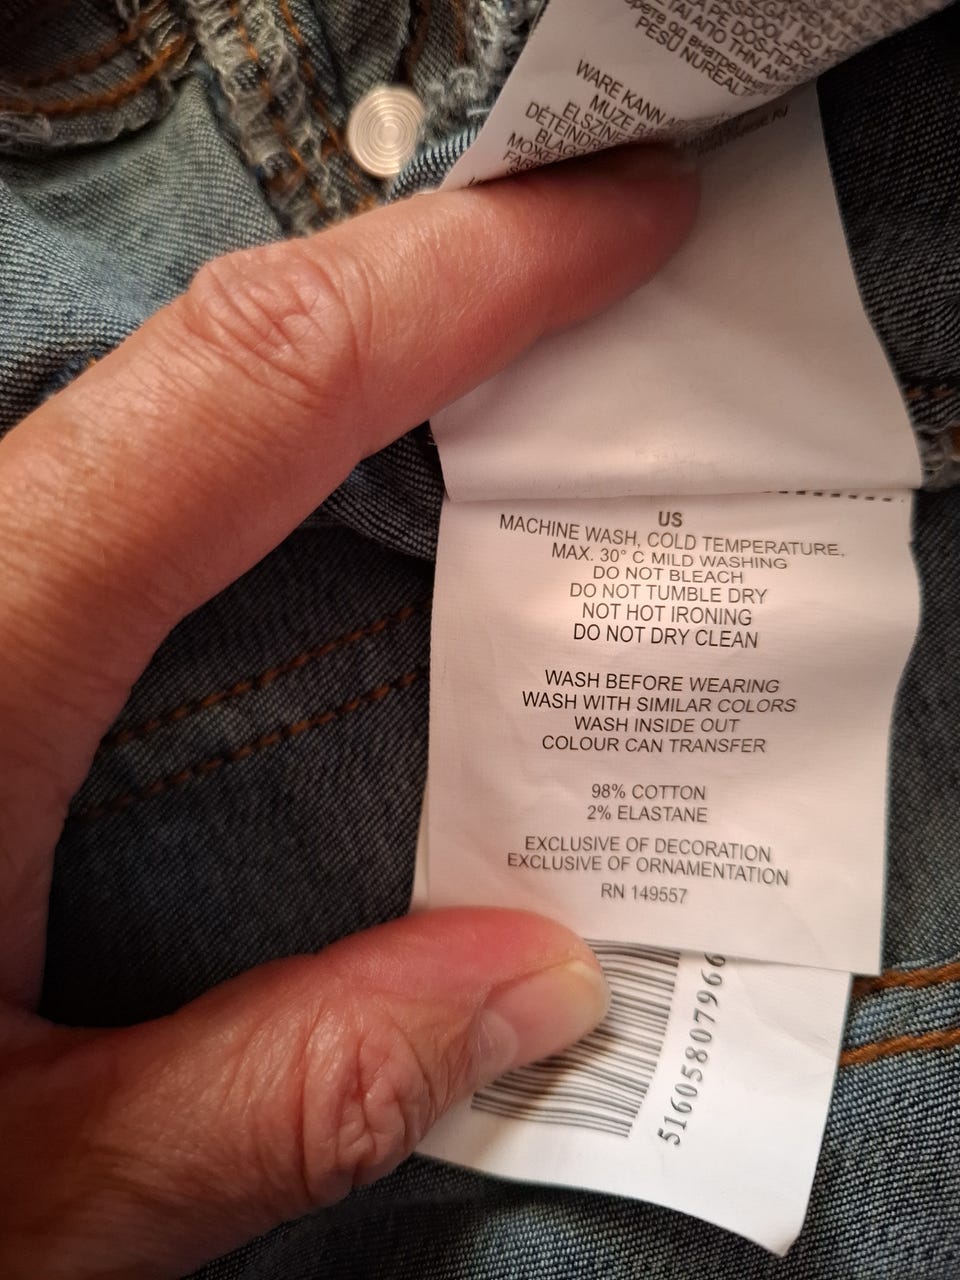 PESU NUREAL
WARE KANN
MUZE
US
MACHINE WASH, COLD TEMPERATURE,
MAX. 30° C MILD WASHING
DO NOT BLEACH
DO NOT TUMBLE DRY
NOT HOT IRONING
DO NOT DRY CLEAN
WASH BEFORE WEARING
WASH WITH SIMILAR COLORS
WASH INSIDE OUT
COLOUR CAN TRANSFER
98% COTTON
2% ELASTANE
EXCLUSIVE OF DECORATION
EXCLUSIVE OF ORNAMENTATION
RN 149557
51605807966